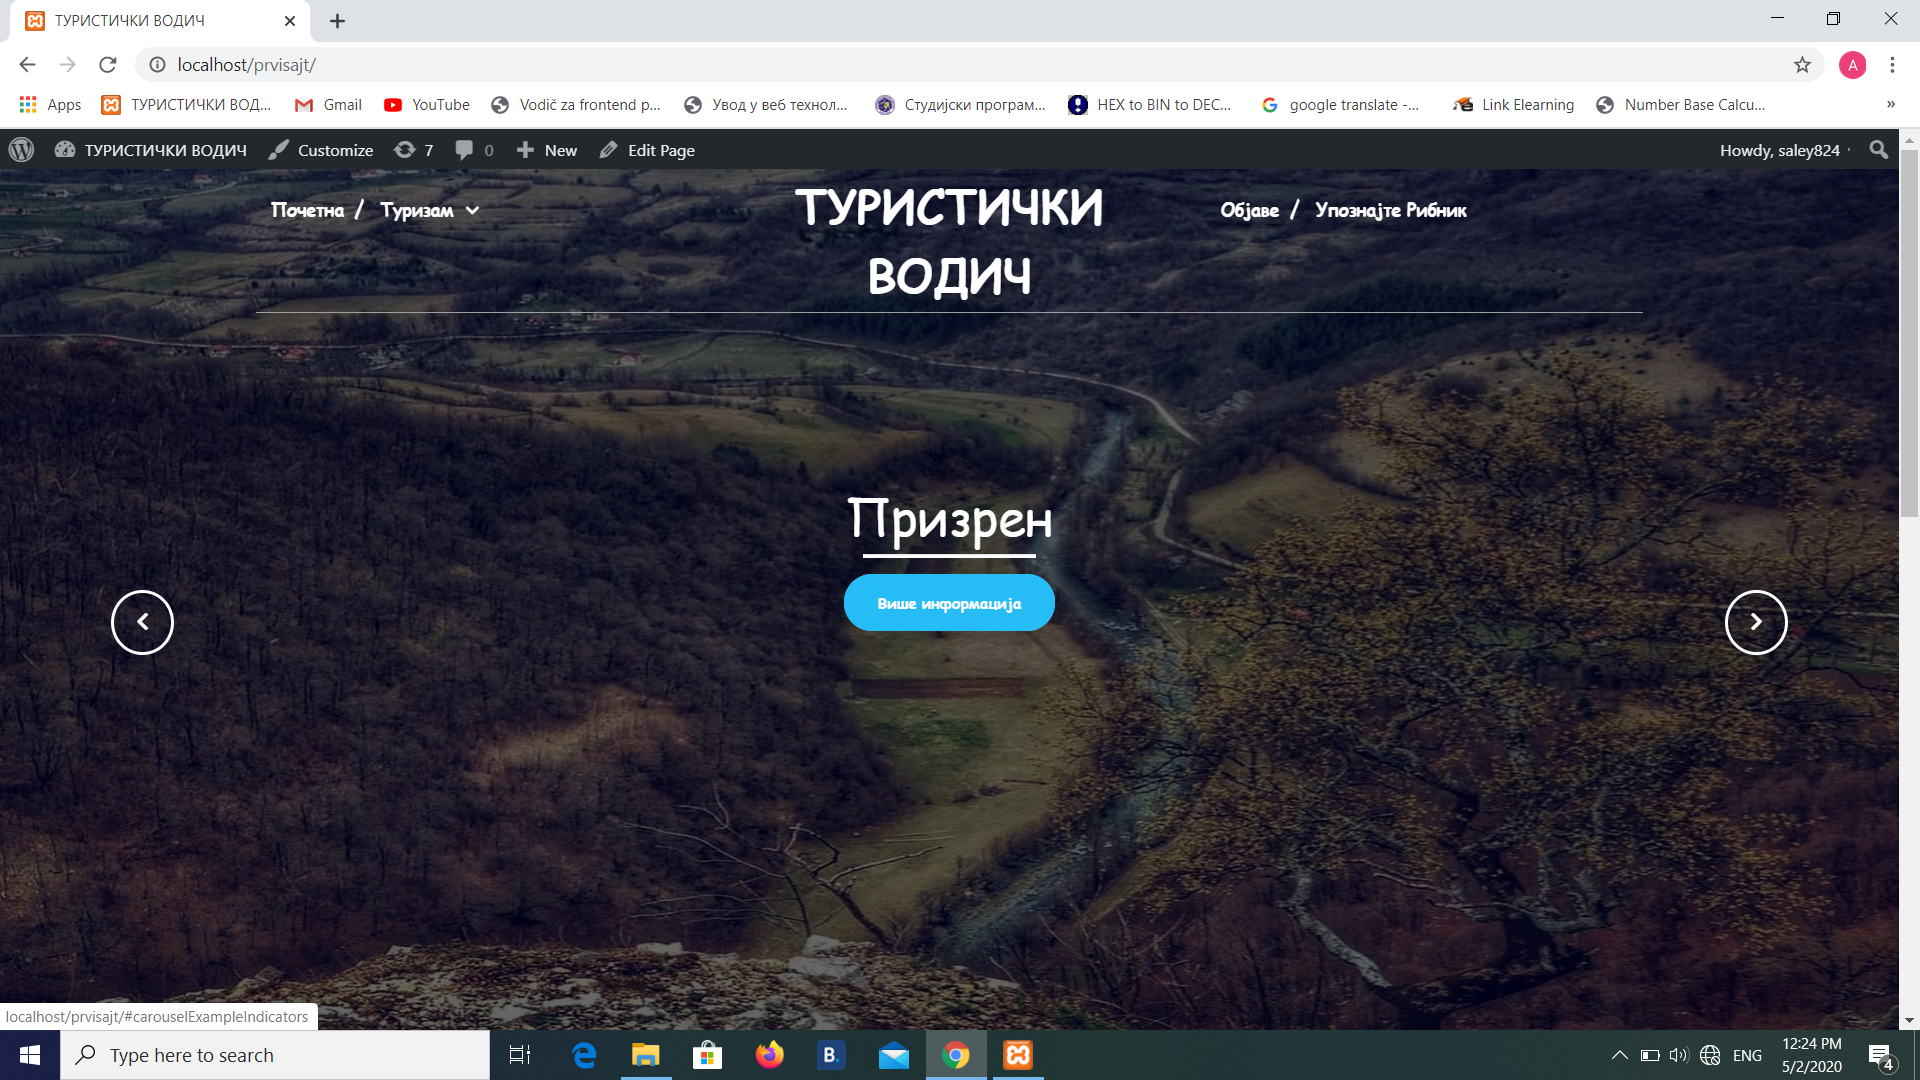 ТУРИСТИЧКИ ВОДИЧ
localhost/prvisajt/
Apps ТУРИСТИЧКИ ВОД... Gmail YouTube Vodič za frontend p... Увод у веб технол... Студијски програм... HEX to BIN to DEC... google translate -... Link Elearning Number Base Calcu... »
A
ТУРИСТИЧКИ ВОДИЧ Customize 7 0 New Edit Page Howdy, saley824
Почетна / Туризам
ТУРИСТИЧКИ
ВОДИЧ
Објаве / Упознајте Рибник
Призрен
Више информација
localhost/prvisajt/#carouselExampleIndicators
Type here to search
B.
ENG
12:24 PM
5/2/2020
4